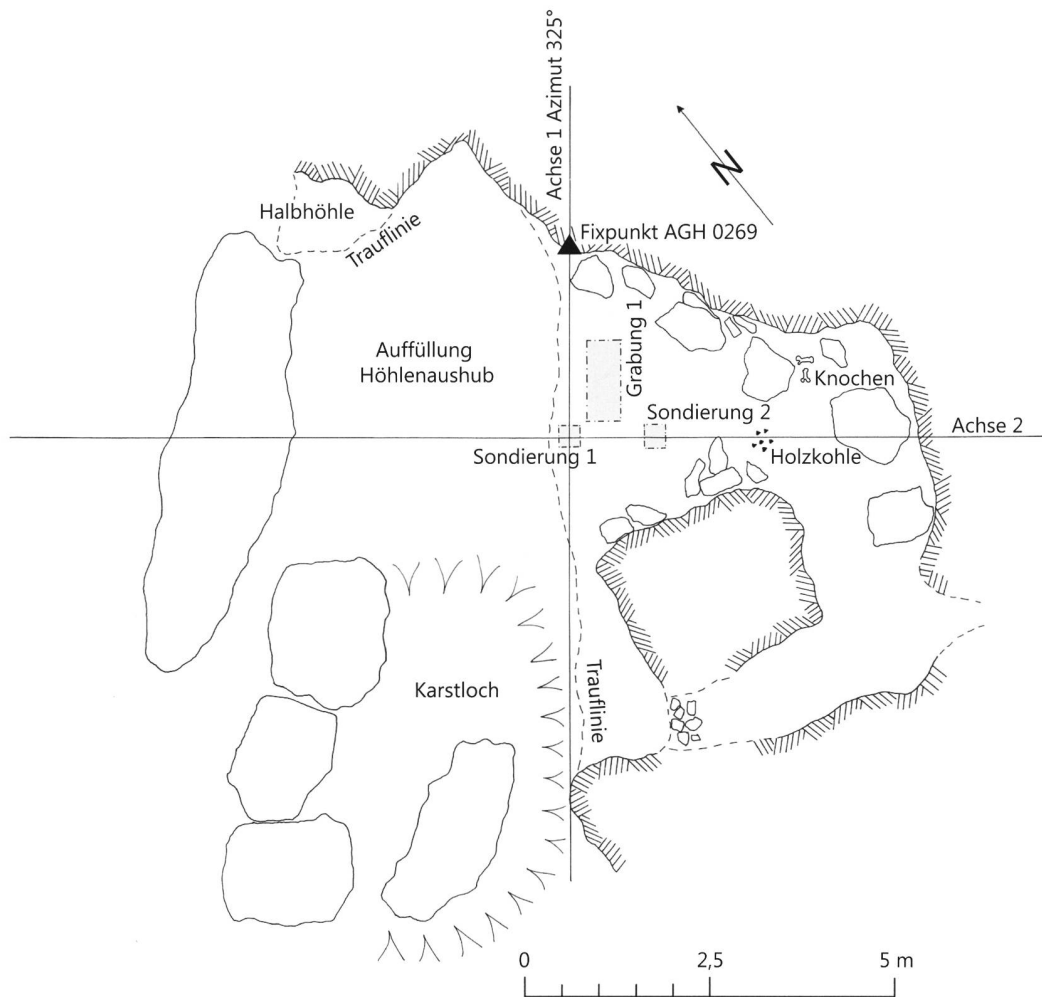 Achse 1 Azimut 325°
N
Halbhöhle
Trauflinie
Fixpunkt AGH 0269
Auffüllung
Höhlenaushub
Grabung 1
Knochen
Sondierung 2
Achse 2
Sondierung 1
Holzkohle
Karstloch
Trauflinie
0 2,5 5 m